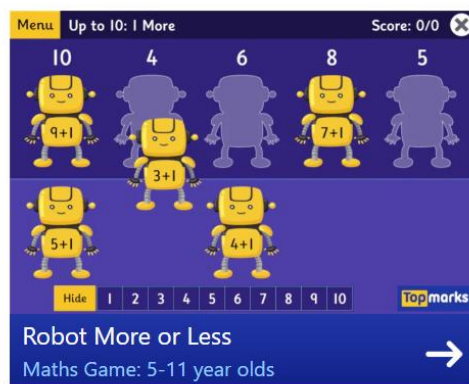 Menu Up to 10: 1 More Score: 0/0
10 4 6 8 5
9+1 7+1
3+1
5+1 4+1
Hide 1 2 3 4 5 6 7 8 9 10 Topmarks
Robot More or Less
Maths Game: 5-11 year olds